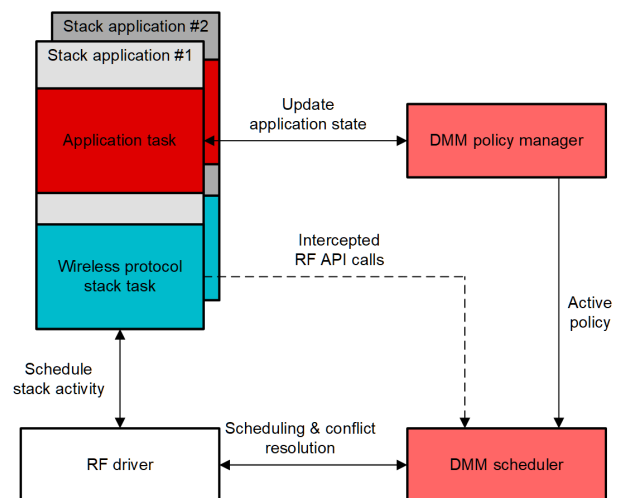 Stack application #2
Stack application #1
Update
application state
Application task
DMM policy manager
Intercepted
RF API calls
Wireless protocol
stack task
Active
policy
Schedule
stack activity
Scheduling & conflict
resolution
RF driver
DMM scheduler